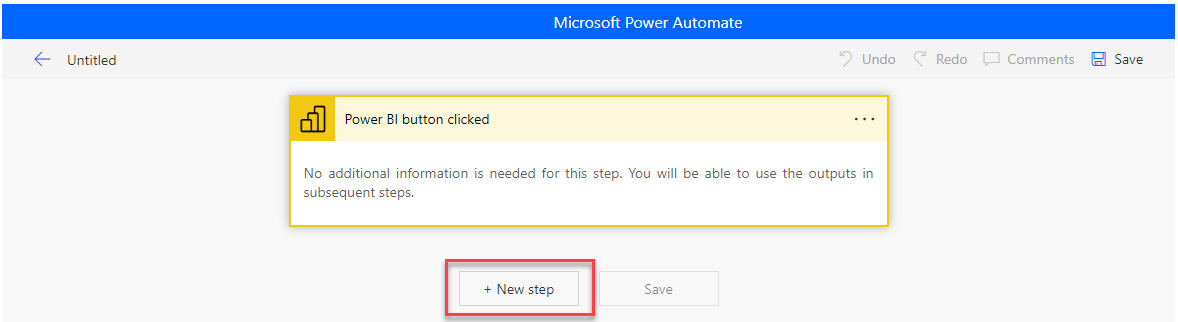 Microsoft Power Automate
Untitled
Undo
Redo
Comments
Save
Power BI button clicked
No additional information is needed for this step. You will be able to use the outputs in
subsequent steps.
+ New step
Save